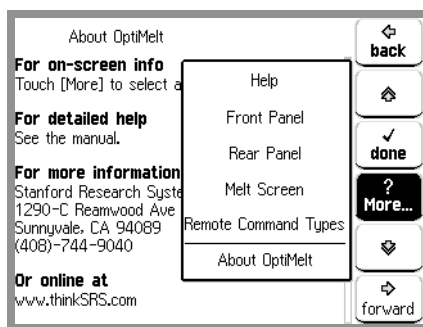 About OptiMelt
For on-screen info
Touch [More] to select a
For detailed help
See the manual.
For more information
Stanford Research Syste
1290-C Reamwood Ave
Sunnyvale, CA 94089
(408)-744-9040
Or online at
www.thinkSRS.com
Help
Front Panel
Rear Panel
Melt Screen
Remote Command Types
About OptiMelt
back
done
?
More...
forward